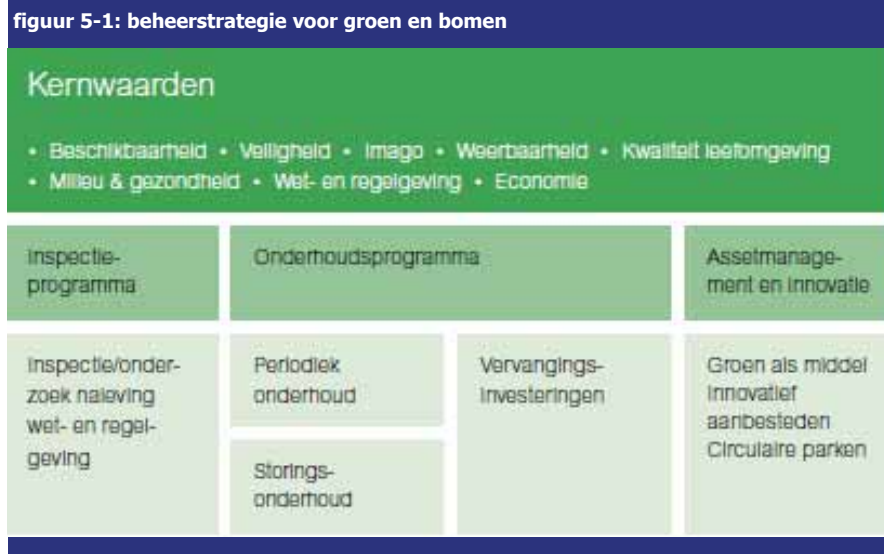 figuur 5-1: beheerstrategie voor groen en bomen
Kernwaarden
• Beschikbaarheid • Veiligheid • Imago • Weerbaarheid • Kwaliteit leefomgeving
• Milieu & gezondheid • Wet- en regelgeving • Economie
Inspectie-
programma
Onderhoudsprogramma
Assetmanage-
ment en innovatie
Inspectie/onder-
zoek naleving
wet- en regel-
geving
Periodiek
onderhoud
Storings-
onderhoud
Vervangings-
investeringen
Groen als middel
Innovatief
aanbesteden
Circulaire parken